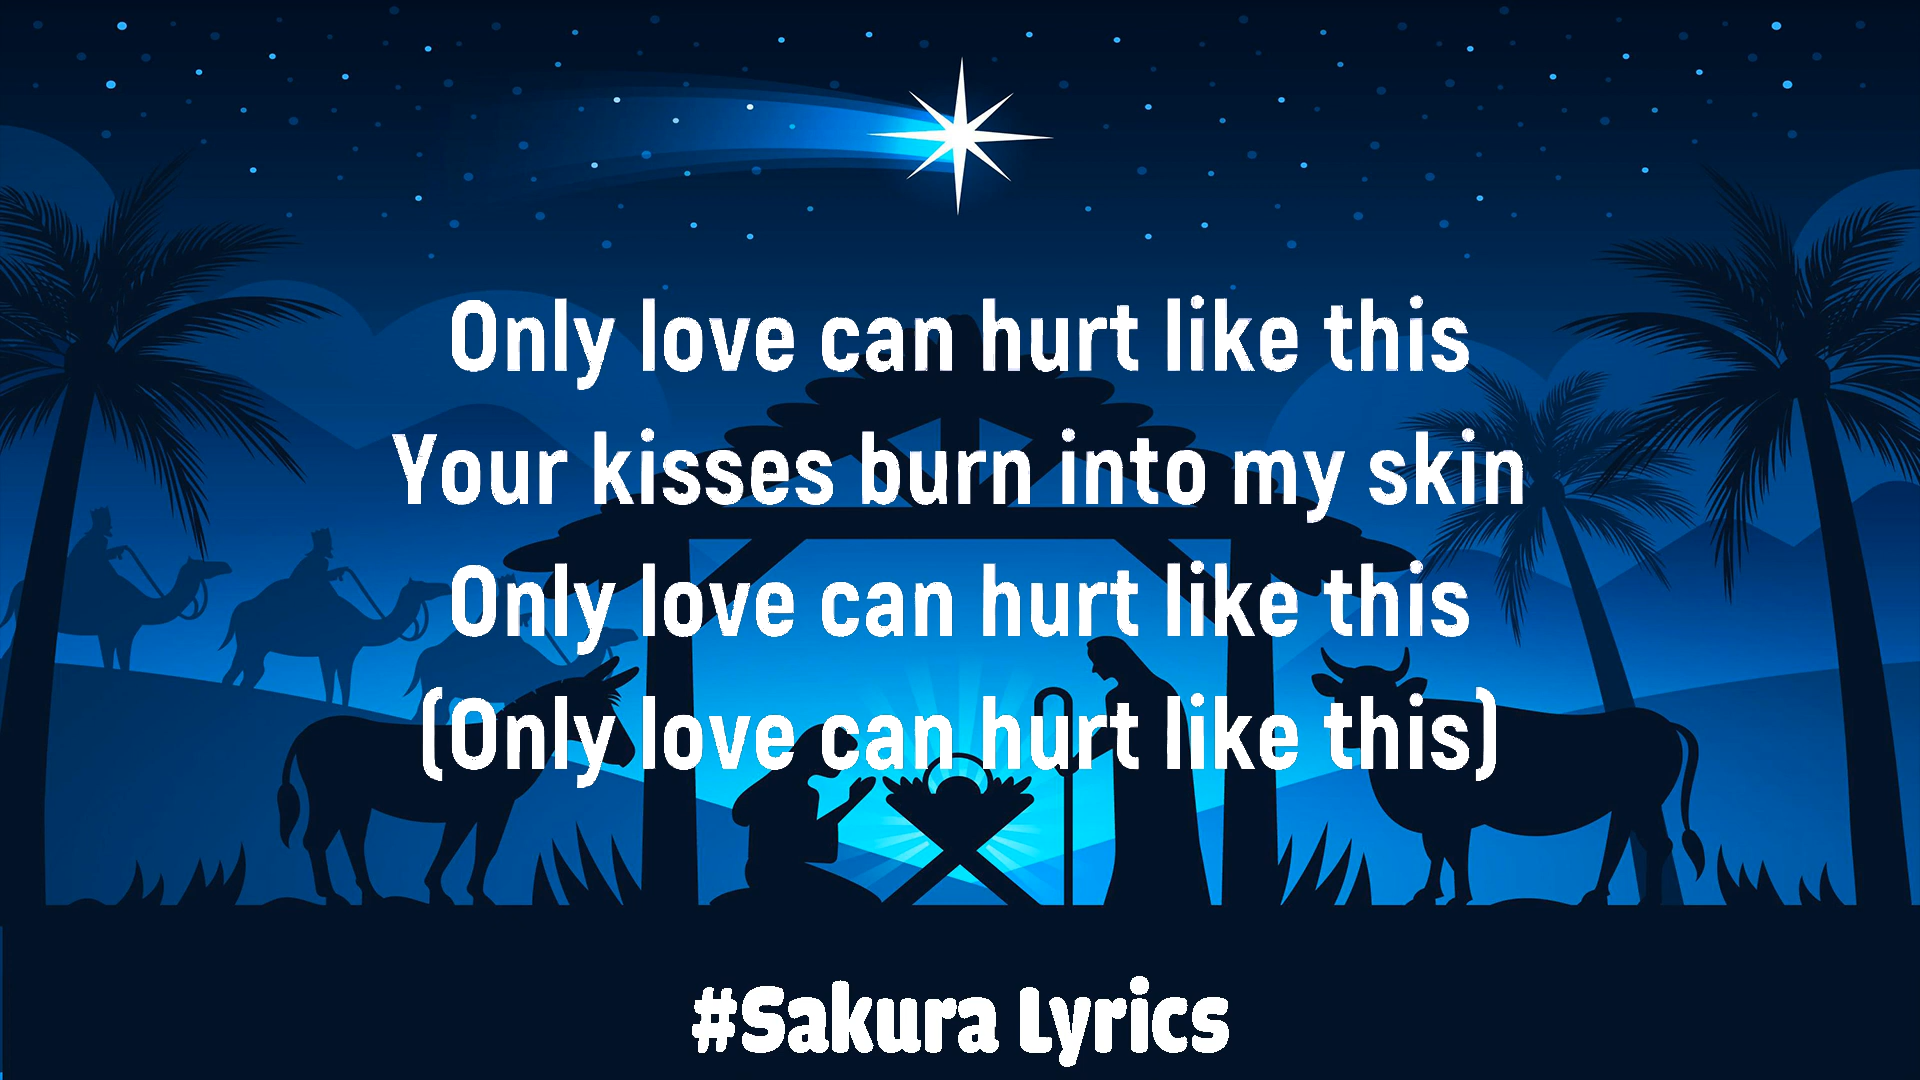 Only love can hurt like this
Your kisses burn into my skin
Only love can hurt like this
(Only love can hurt like this)
#Sakura Lyrics